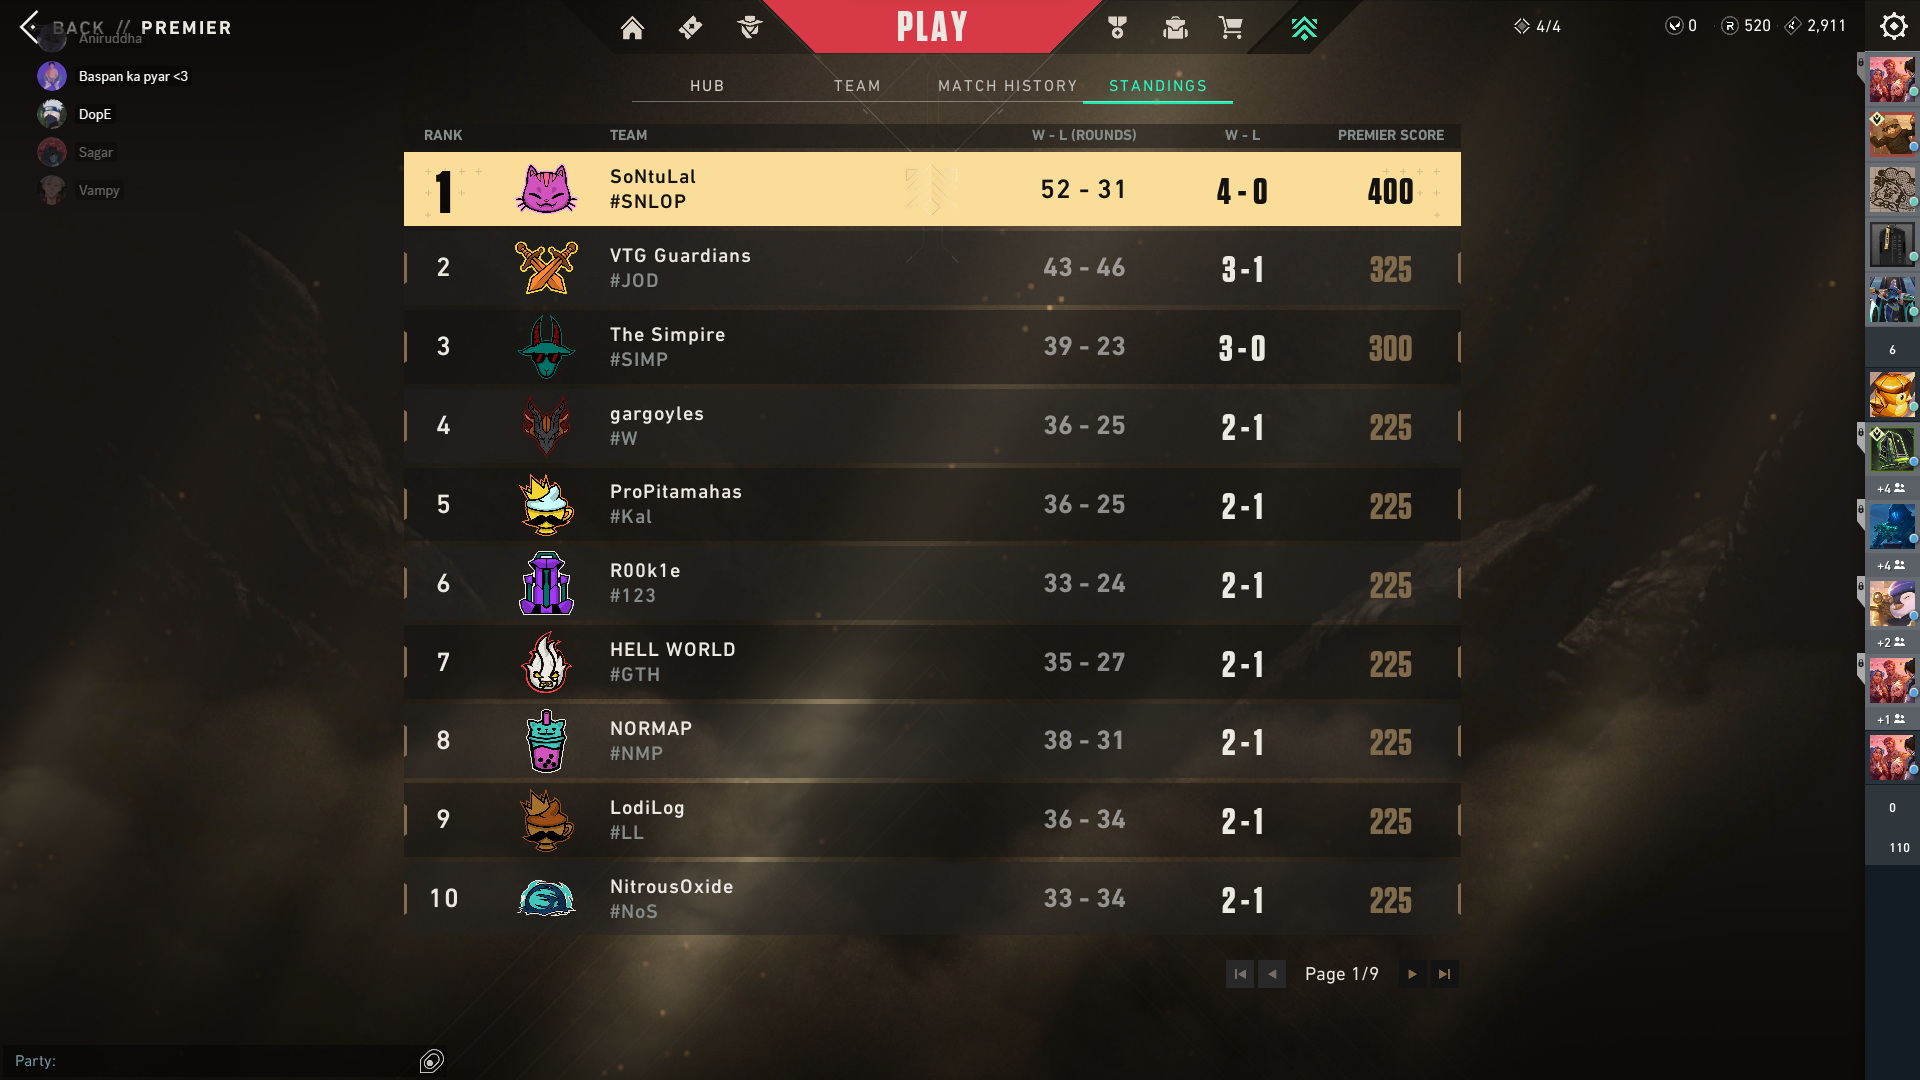 BACK // PREMIER
PLAY
4/4
0
520
2,911
Aniruddha
Baspan ka pyar <3
DopE
Sagar
Vampy
HUB
TEAM
MATCH HISTORY
STANDINGS
RANK TEAM W - L (ROUNDS) W - L PREMIER SCORE
1 SoNtuLal 52 - 31 4-0 400
#SNLOP
2 VTG Guardians 43 - 46 3-1 325
#JOD
3 The Simpire 39 - 23 3-0 300
#SIMP
4 gargoyles 36 - 25 2-1 225
#W
5 ProPitamahas 36 - 25 2-1 225
#Kal
6 R00k1e 33 - 24 2-1 225
#123
7 HELL WORLD 35 - 27 2-1 225
#GTH
8 NORMAP 38 - 31 2-1 225
#NMP
9 LodiLog 36 - 34 2-1 225
#LL
10 NitrousOxide 33 - 34 2-1 225
#NoS
Page 1/9
Party:
6
+4
+4
+2
+1
0
110